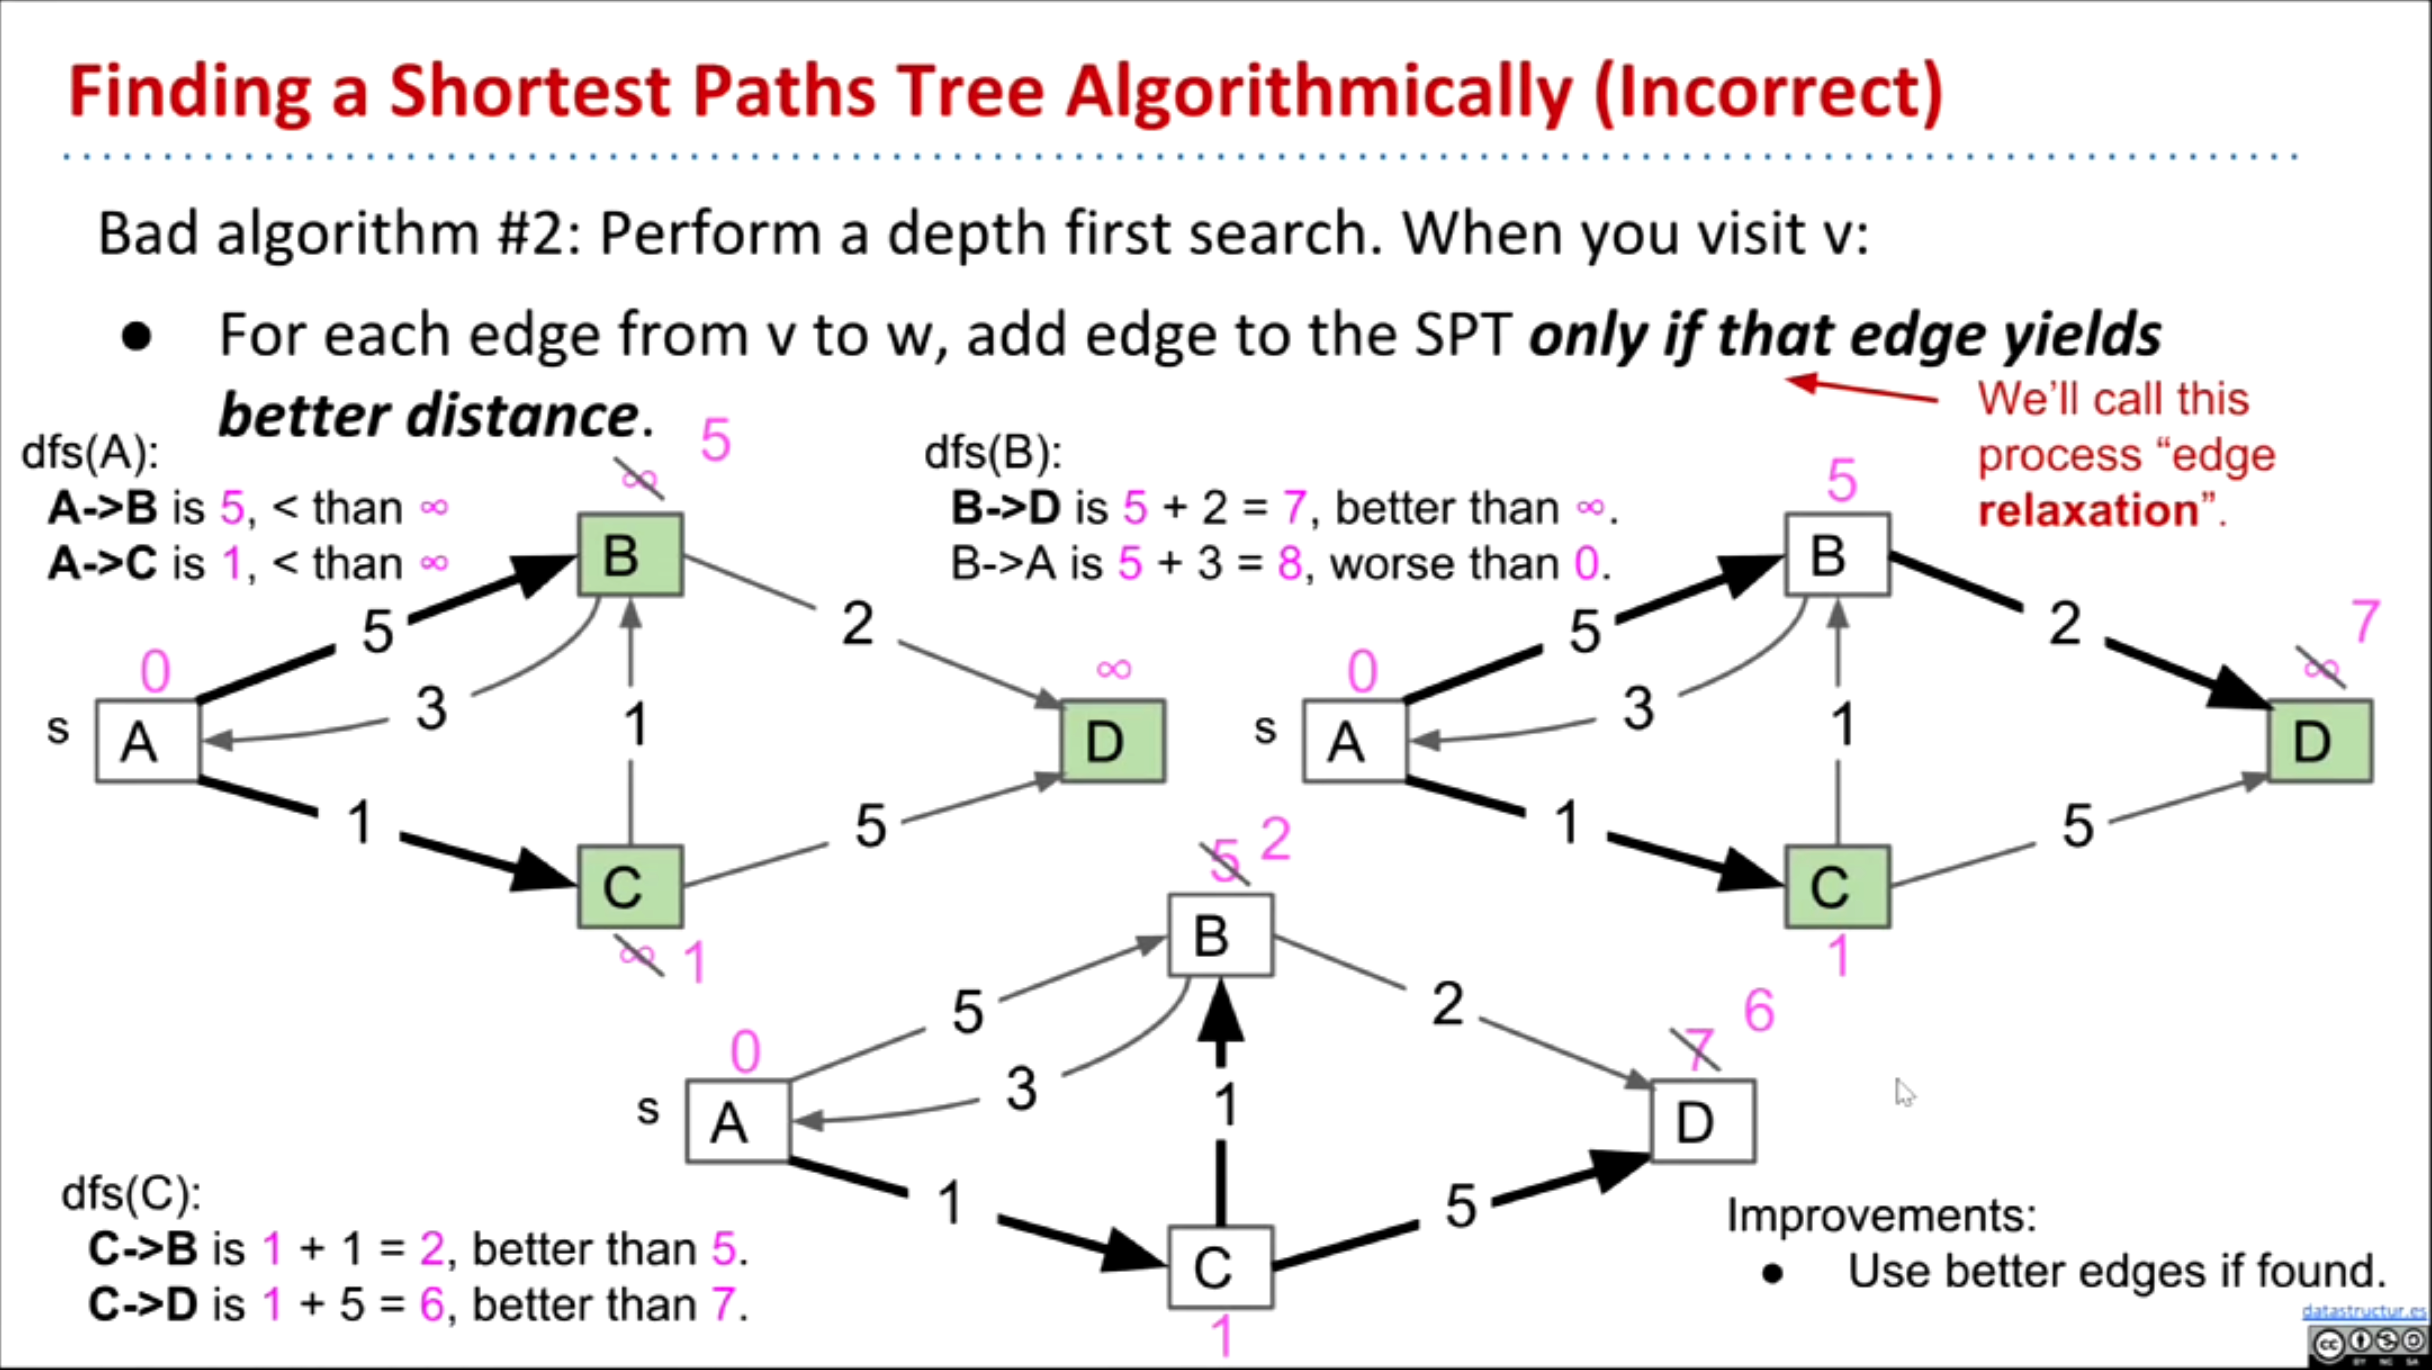 Finding a Shortest Paths Tree Algorithmically (Incorrect)
Bad algorithm #2: Perform a depth first search. When you visit v:
● For each edge from v to w, add edge to the SPT only if that edge yields
better distance.
We'll call this
process “edge
relaxation”.
dfs(A):
A->B is 5, < than ∞
A->C is 1, < than ∞
∞ 5
B
5
2
0
3
∞
s
A
1
D
1
5
C
∞ 1
dfs(B):
B->D is 5 + 2 = 7, better than ∞.
B->A is 5 + 3 = 8, worse than 0.
5
B
5
2
7
0
3
∞
s
A
1
D
1
5
C
1
5 2
B
5
2
6
0
3
7
s
A
1
D
1
5
C
1
dfs(C):
C->B is 1 + 1 = 2, better than 5.
C->D is 1 + 5 = 6, better than 7.
Improvements:
● Use better edges if found.
datastructur.es
cc